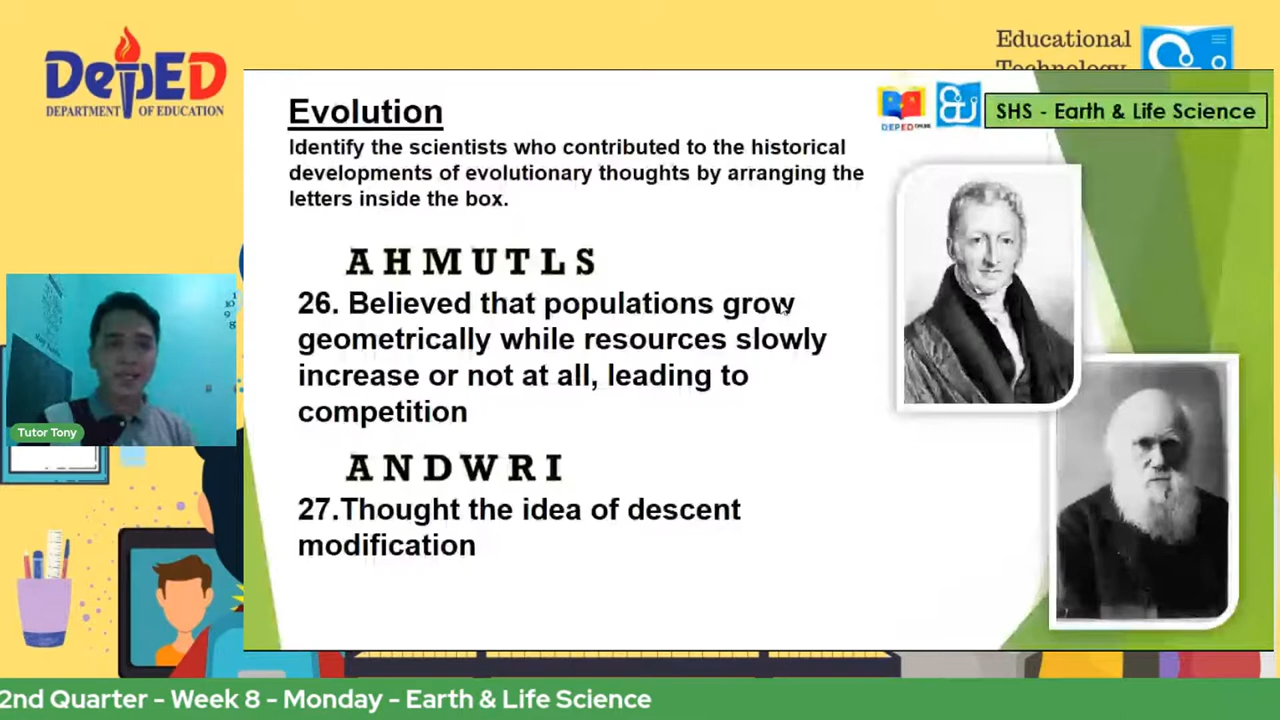 DepED
DEPARTMENT OF EDUCATION
Educational
Technology
DEPED
SHS - Earth & Life Science
Evolution
Identify the scientists who contributed to the historical
developments of evolutionary thoughts by arranging the
letters inside the box.
A H M U T L S
26. Believed that populations grow
geometrically while resources slowly
increase or not at all, leading to
competition
A N D W R I
27.Thought the idea of descent
modification
Tutor Tony
2nd Quarter - Week 8 - Monday - Earth & Life Science